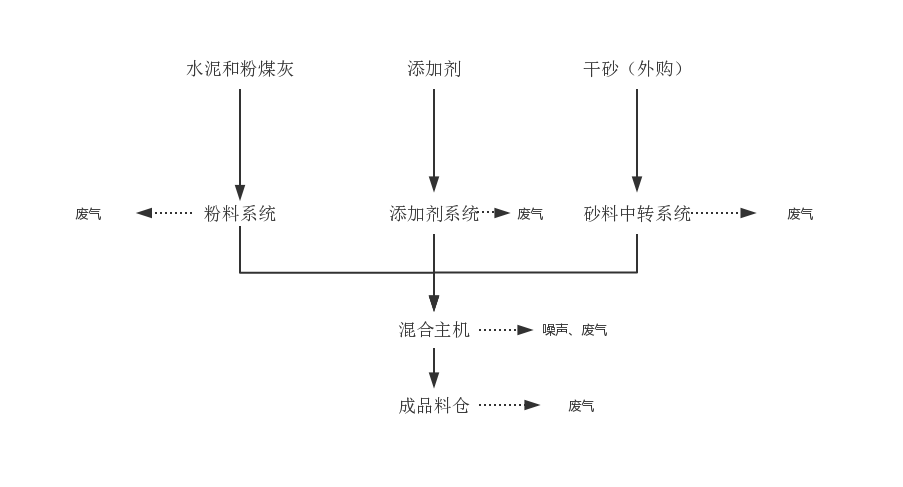 水泥和粉煤灰
添加剂
干砂（外购）
废气
粉料系统
添加剂系统
废气
砂料中转系统
废气
混合主机
噪声、废气
成品料仓
废气